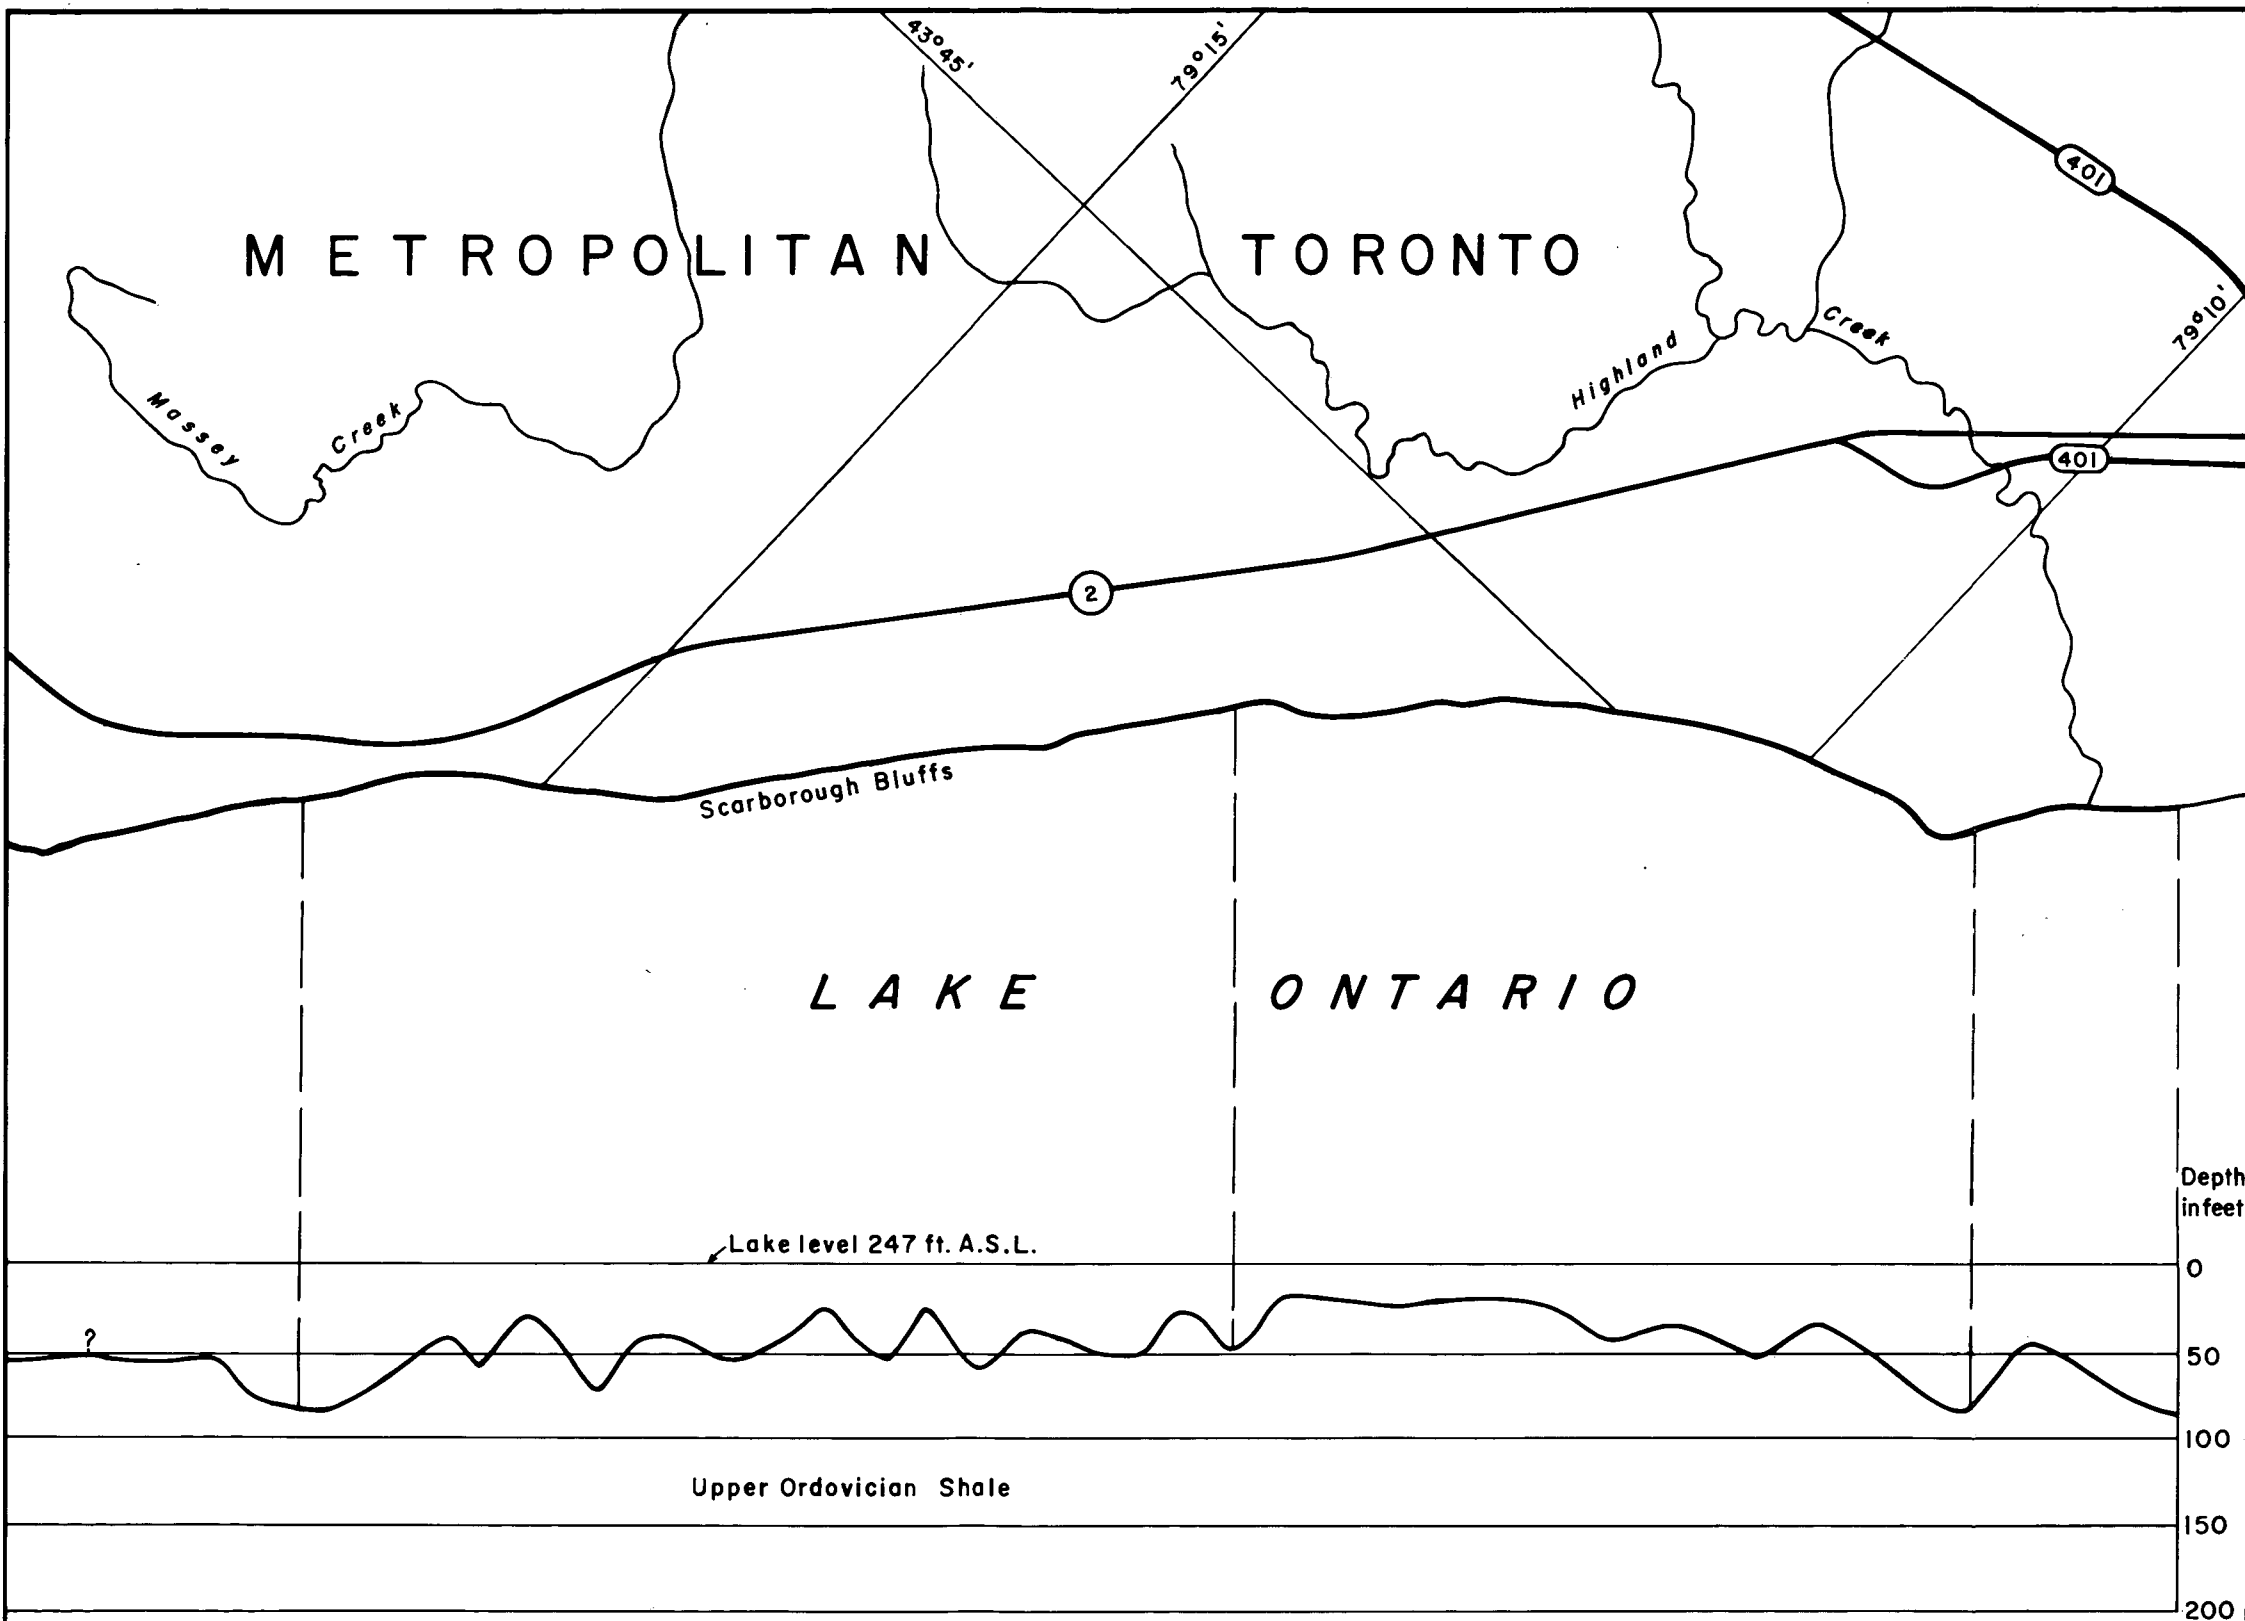 43°45'
79°15'
401
METROPOLITAN TORONTO
79°10'
Creek
Highland
Massey
Creek
401
2
Scarborough Bluffs
LAKE ONTARIO
Depth
in feet
Lake level 247 ft. A.S.L.
0
?
50
100
Upper Ordovician Shale
150
200